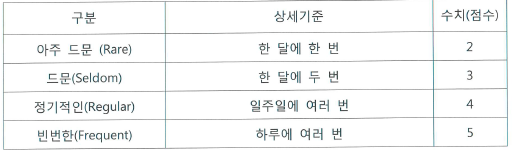 구분 상세기준 수치(점수)
아주 드문 (Rare) 한 달에 한 번 2
드문(Seldom) 한 달에 두 번 3
정기적인(Regular) 일주일에 여러 번 4
빈번한(Frequent) 하루에 여러 번 5